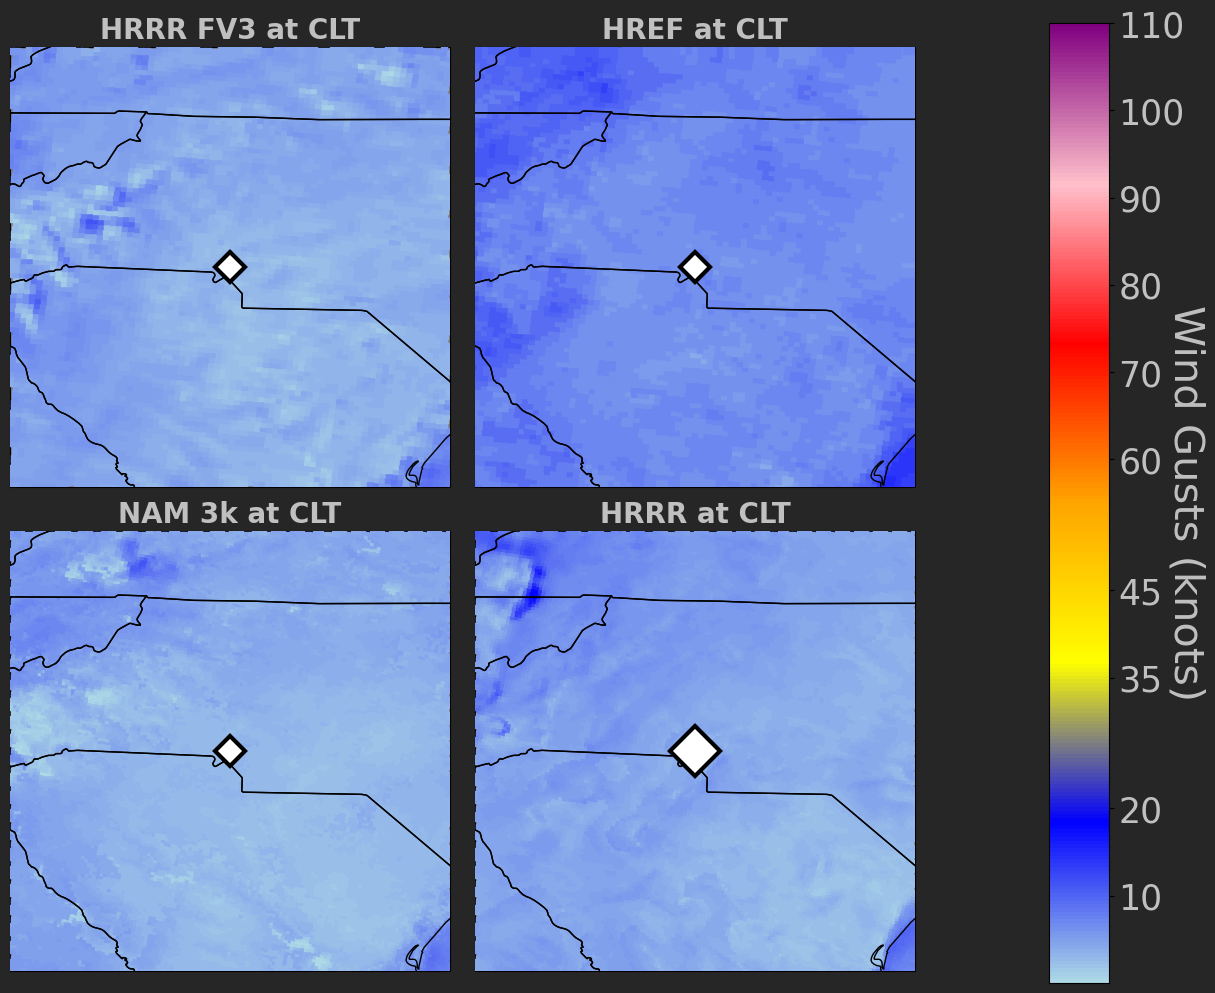 HRRR FV3 at CLT
HREF at CLT
NAM 3k at CLT
HRRR at CLT
110
100
90
80
70
60
45
35
20
10
Wind Gusts (knots)